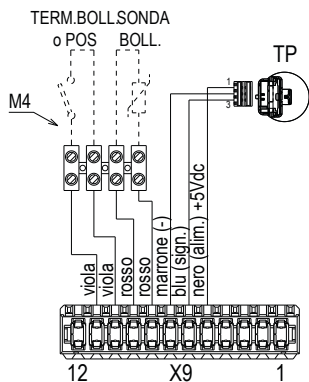 TERM.BOLL.
o POS
SONDA
BOLL.
TP
M4
1
3
viola
viola
rosso
rosso
marrone (-)
blu (sign.)
nero (alim.) +5Vdc
12
X9
1